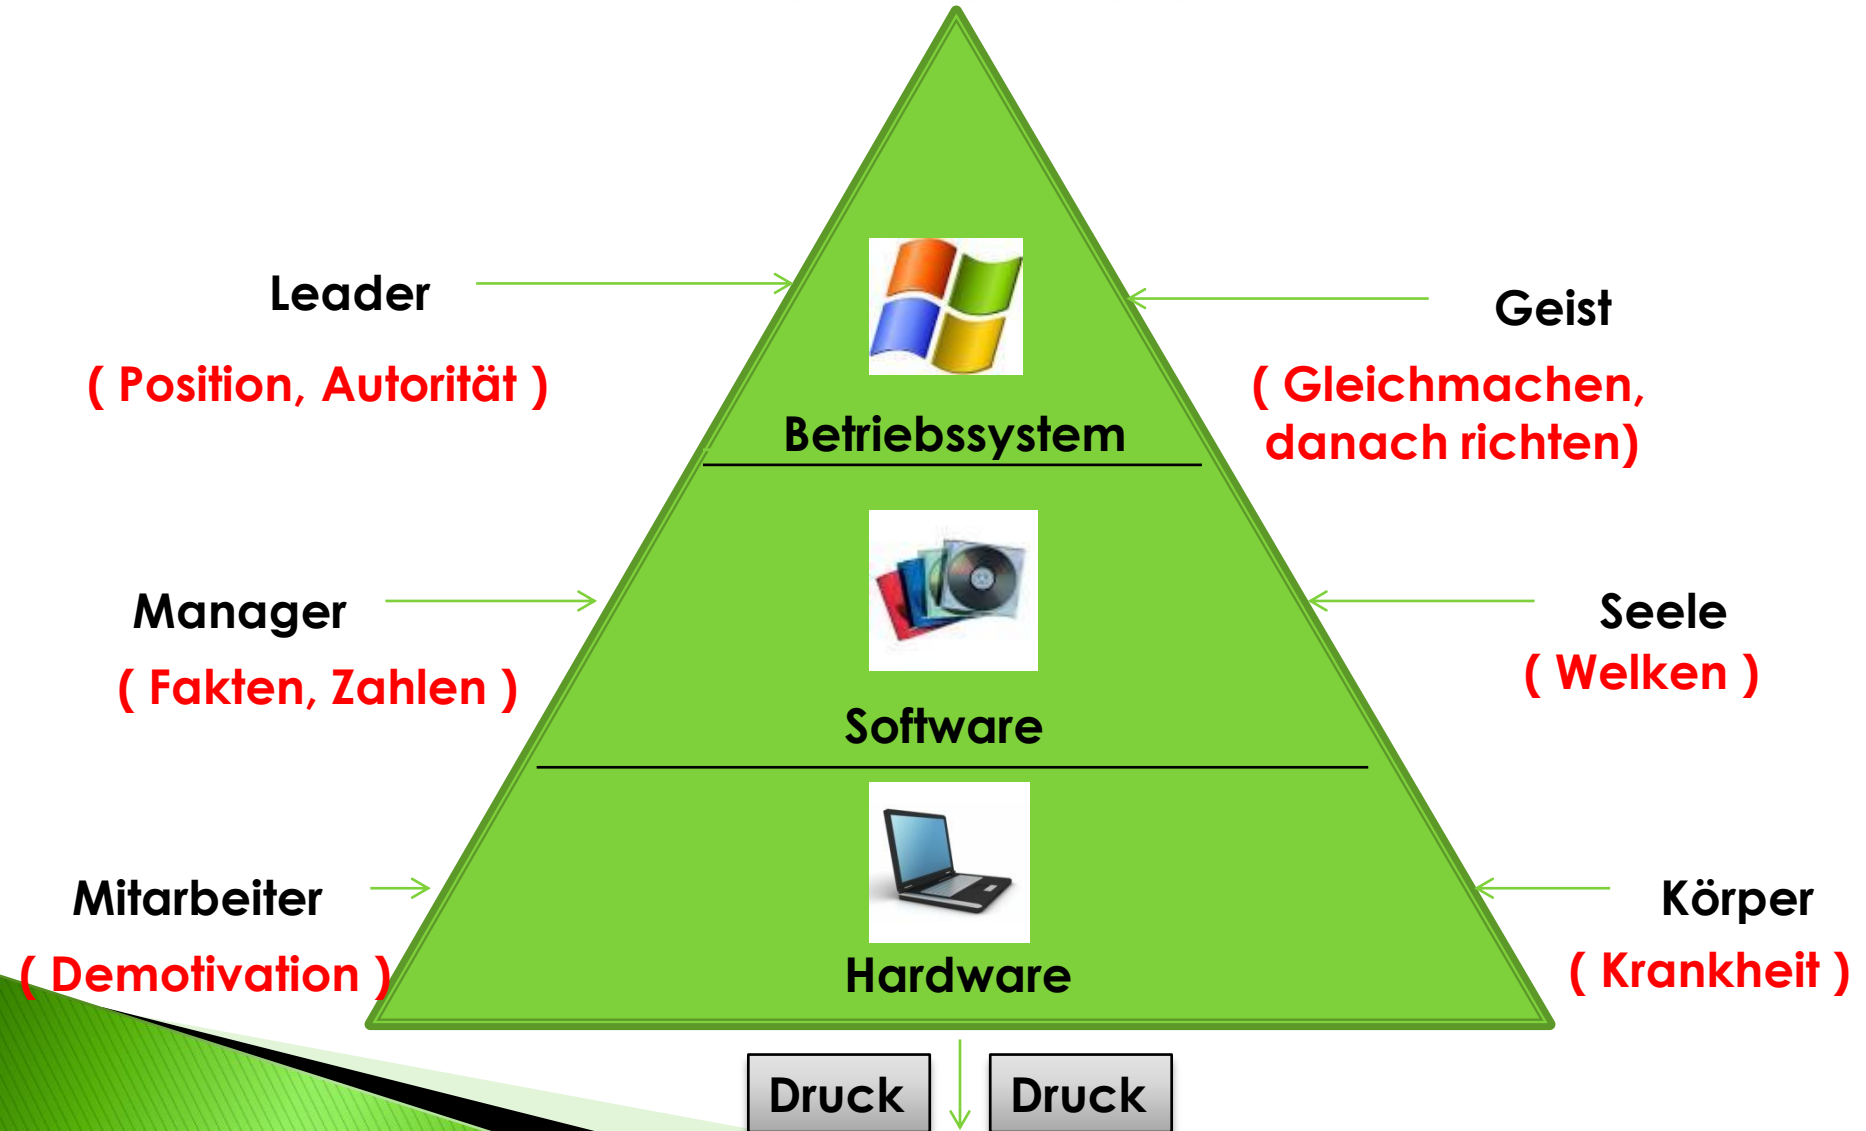 Leader
Geist
( Position, Autorität )
( Gleichmachen,
danach richten)
Betriebssystem
Manager
Seele
( Fakten, Zahlen )
( Welken )
Software
Mitarbeiter
Körper
( Demotivation )
Hardware
( Krankheit )
Druck
Druck